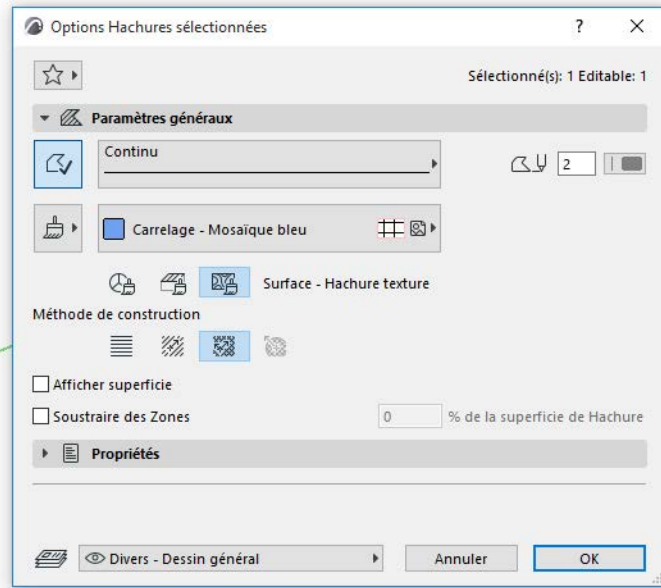 Options Hachures sélectionnées
?
Sélectionné(s): 1 Editable: 1
Paramètres généraux
Continu
2
Carrelage - Mosaïque bleu
Surface - Hachure texture
Méthode de construction
Afficher superficie
Soustraire des Zones
0
% de la superficie de Hachure
Propriétés
Divers - Dessin général
Annuler
OK